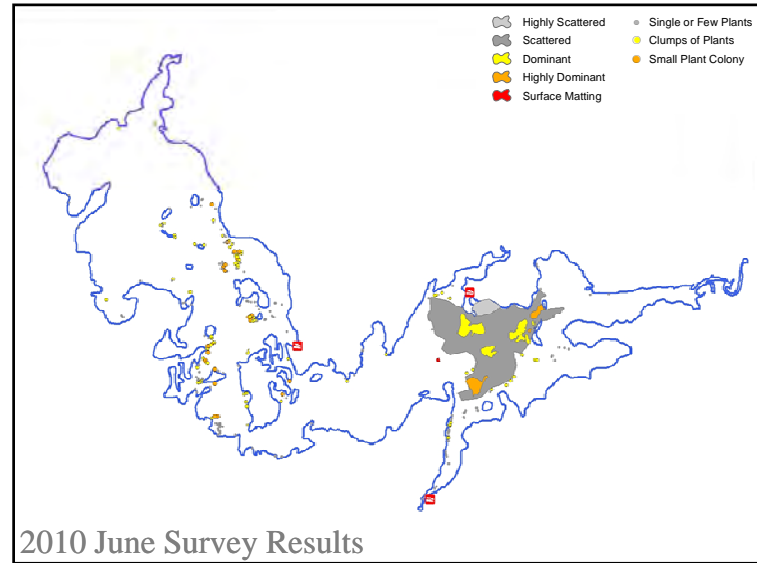 Highly Scattered
Scattered
Dominant
Highly Dominant
Surface Matting
Single or Few Plants
Clumps of Plants
Small Plant Colony
2010 June Survey Results